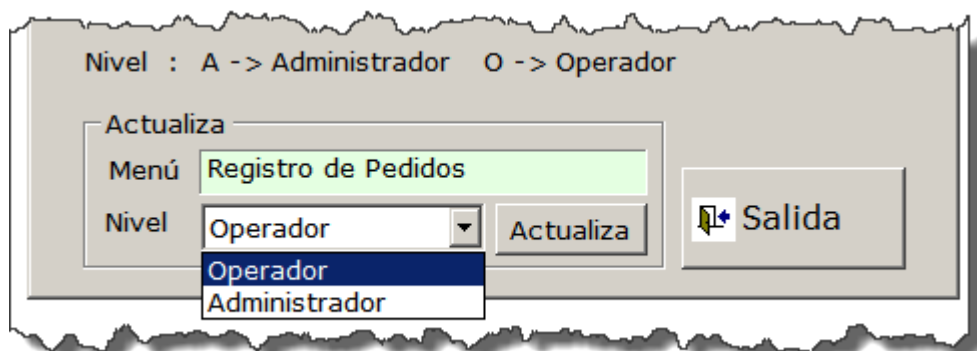 Nivel : A -> Administrador O -> Operador
Actualiza
Menú Registro de Pedidos
Nivel Operador Actualiza
Salida
Operador
Administrador